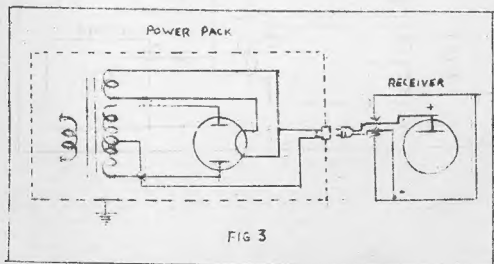 POWER PACK
RECEIVER
+
-
FIG 3